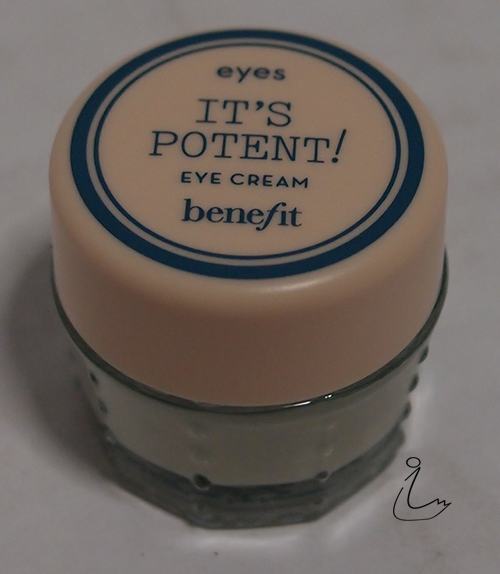 eyes
IT'S
POTENT!
EYE CREAM
benefit